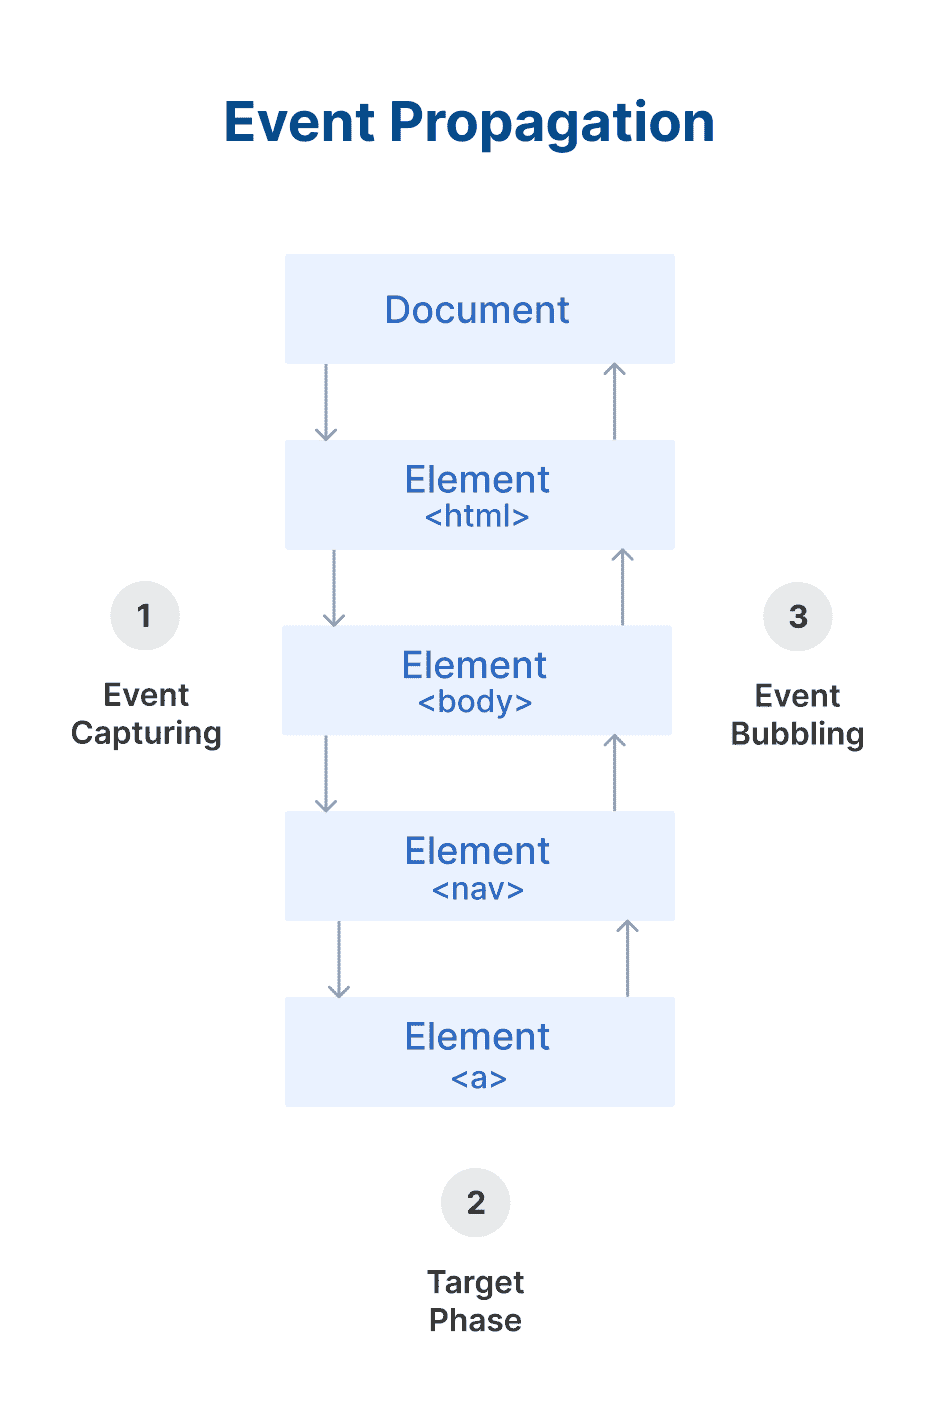 Event Propagation
Document
Element
<html>
1
Event
Capturing
3
Event
Bubbling
Element
<body>
Element
<nav>
Element
<a>
2
Target
Phase